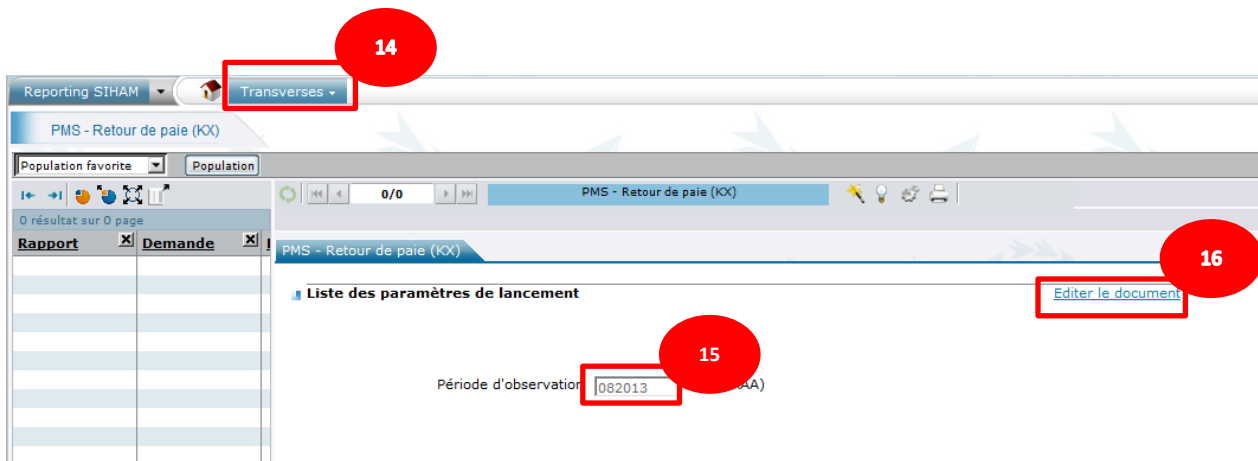 14
Reporting SIHAM
Transverses
PMS - Retour de paie (KX)
Population favorite
Population
0/0
PMS - Retour de paie (KX)
0 résultat sur 0 page
Rapport
Demande
PMS - Retour de paie (KX)
16
Liste des paramètres de lancement
Editer le document
15
Période d'observation 082013 AA)